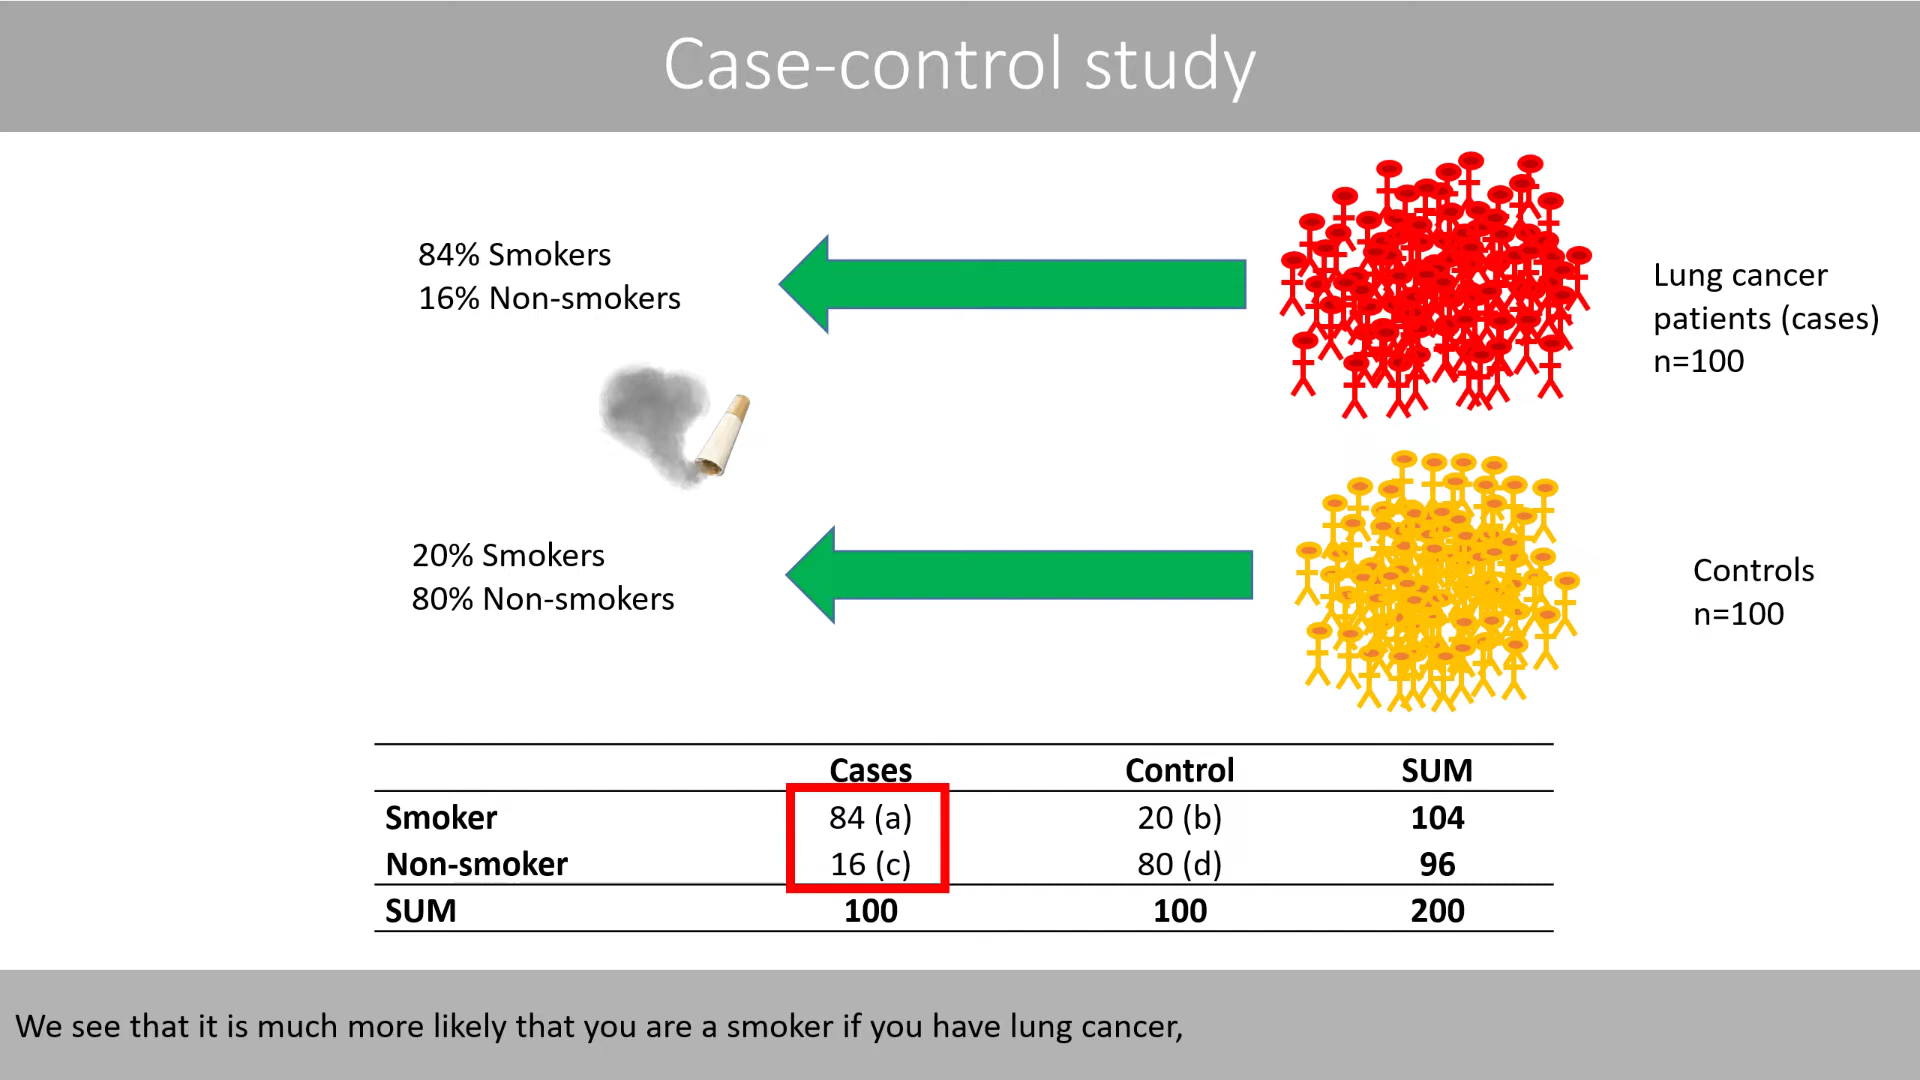 Case-control study
84% Smokers
16% Non-smokers
Lung cancer
patients (cases)
n=100
20% Smokers
80% Non-smokers
Controls
n=100
Cases Control SUM
Smoker 84 (a) 20 (b) 104
Non-smoker 16 (c) 80 (d) 96
SUM 100 100 200
We see that it is much more likely that you are a smoker if you have lung cancer,